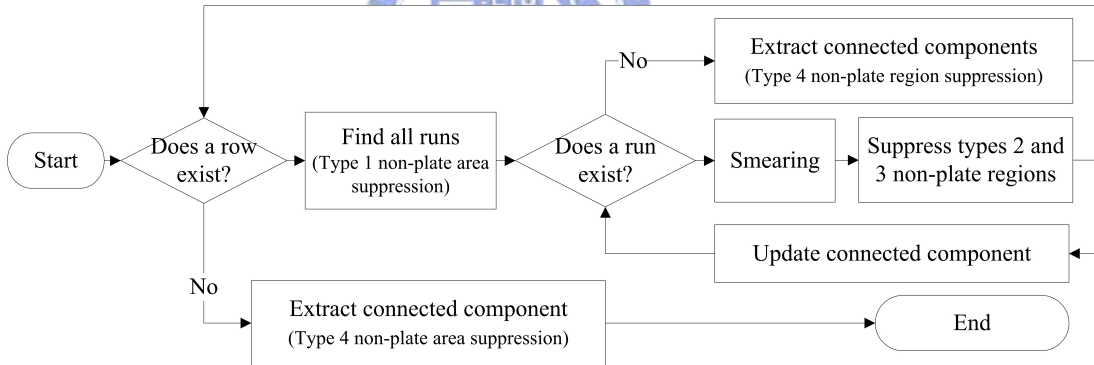 No
Extract connected components
(Type 4 non-plate region suppression)
Start
Does a row
exist?
Find all runs
(Type 1 non-plate area
suppression)
Does a run
exist?
Smearing
Suppress types 2 and
3 non-plate regions
Update connected component
No
Extract connected component
(Type 4 non-plate area suppression)
End